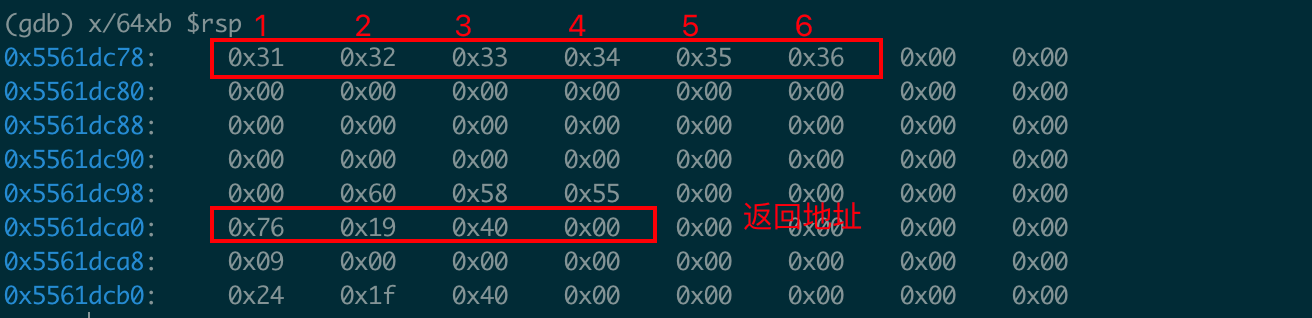 (gdb) x/64xb $rsp 1 2 3 4 5 6
0x5561dc78: 0x31 0x32 0x33 0x34 0x35 0x36 0x00 0x00
0x5561dc80: 0x00 0x00 0x00 0x00 0x00 0x00 0x00 0x00
0x5561dc88: 0x00 0x00 0x00 0x00 0x00 0x00 0x00 0x00
0x5561dc90: 0x00 0x00 0x00 0x00 0x00 0x00 0x00 0x00
0x5561dc98: 0x00 0x60 0x58 0x55 0x00 0x00 0x00 0x00
返回地址
0x5561dca0: 0x76 0x19 0x40 0x00 0x00 0x00 0x00 0x00
0x5561dca8: 0x09 0x00 0x00 0x00 0x00 0x00 0x00 0x00
0x5561dcb0: 0x24 0x1f 0x40 0x00 0x00 0x00 0x00 0x00